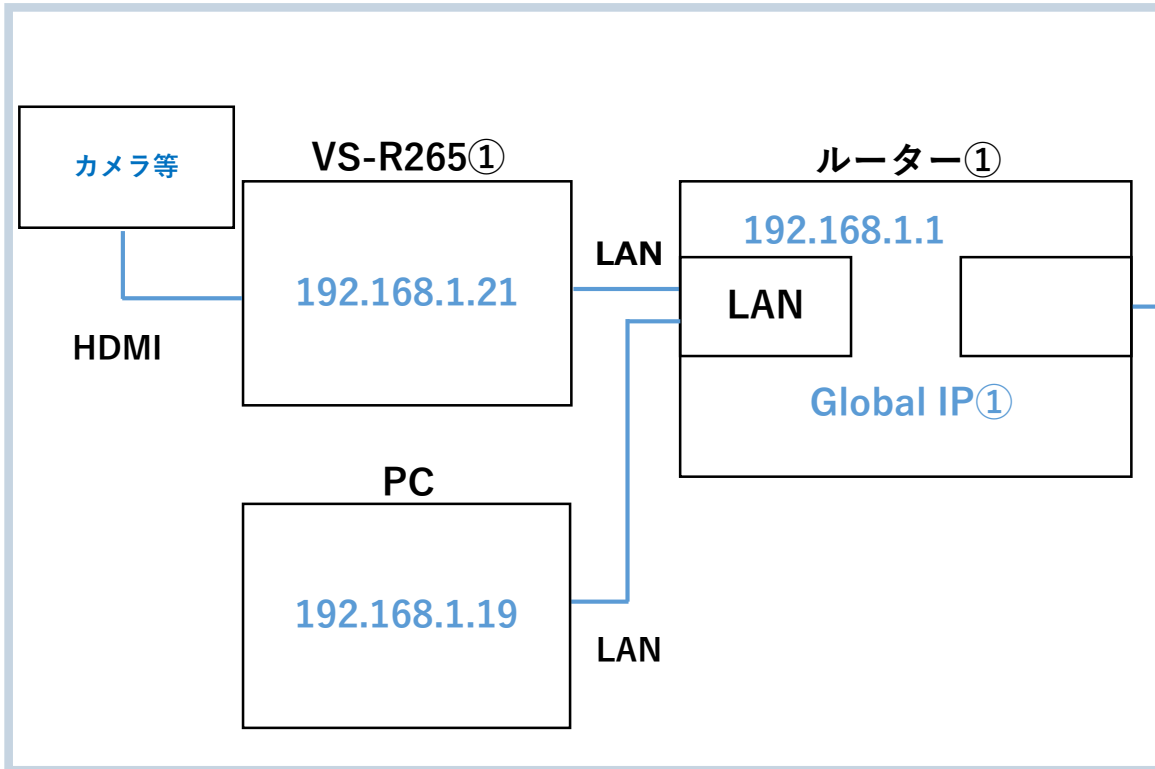 カメラ等
VS-R265①
ルーター①
192.168.1.1
LAN
192.168.1.21
LAN
HDMI
Global IP①
PC
192.168.1.19
LAN